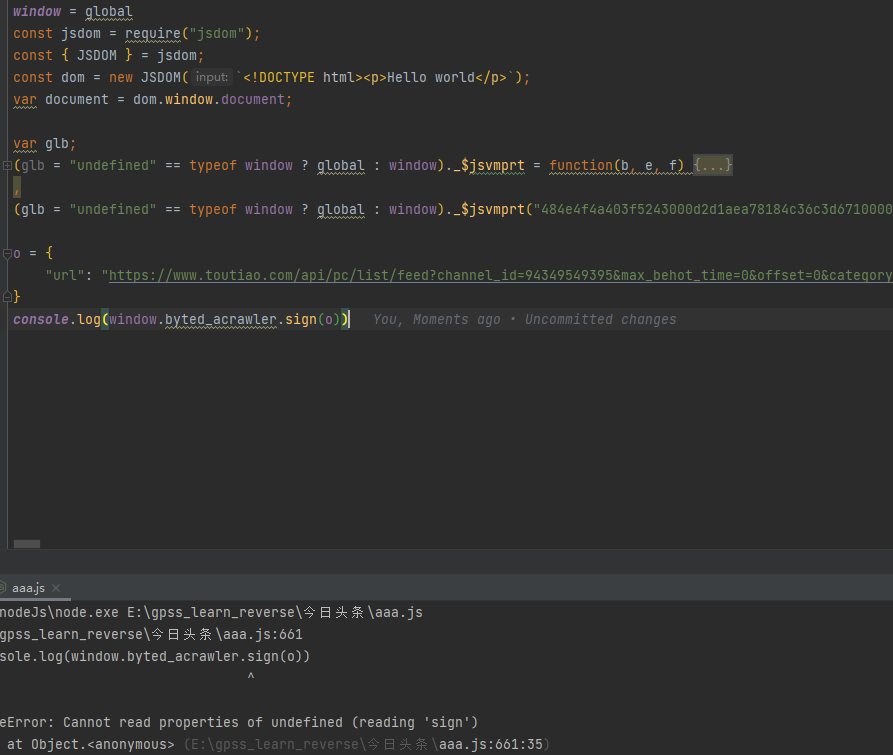 window = global
const jsdom = require("jsdom");
const { JSDOM } = jsdom;
const dom = new JSDOM( input: `<!DOCTYPE html><p>Hello world</p>`);
var document = dom.window.document;
var glb;
(glb = "undefined" == typeof window ? global : window)._$jsvmprt = function(b, e, f) {...}
,
(glb = "undefined" == typeof window ? global : window)._$jsvmprt("484e4f4a403f5243000d2d1aea78184c36c3d6710000
o = {
"url": "https://www.toutiao.com/api/pc/list/feed?channel_id=94349549395&max_behot_time=0&offset=0&category
}
console.log(window.byted_acrawler.sign(o)) You, Moments ago • Uncommitted changes
aaa.js ×
nodeJs\node.exe E:\gpss_learn_reverse\今日头条\aaa.js
gpss_learn_reverse\今日头条\aaa.js:661
sole.log(window.byted_acrawler.sign(o))
^
eError: Cannot read properties of undefined (reading 'sign')
at Object.<anonymous> (E:\gpss_learn_reverse\今日头条\aaa.js:661:35)